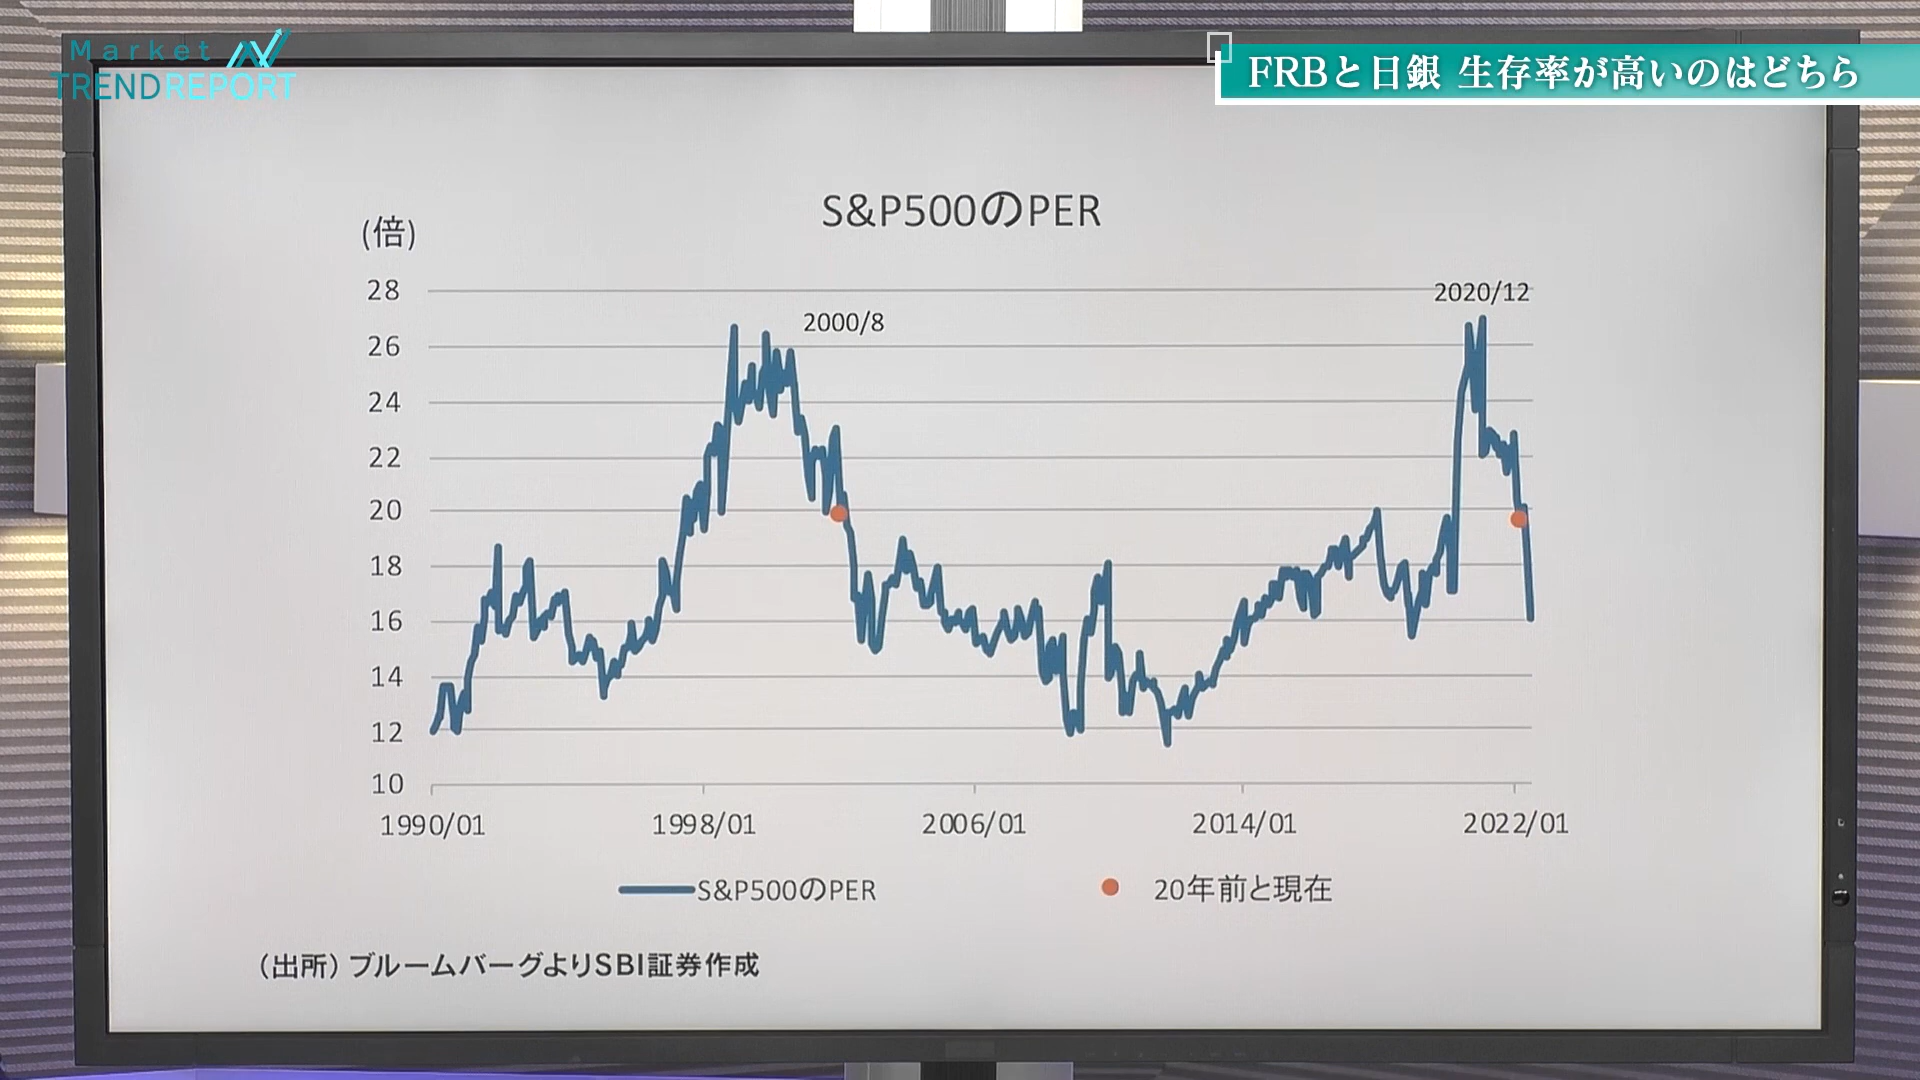 Market
TREND REPORT
FRBと日銀 生存率が高いのはどちら
S&P500のPER
(倍)
28
26
24
22
20
18
16
14
12
10
2000/8
2020/12
1990/01
1998/01
2006/01
2014/01
2022/01
S&P500のPER
20年前と現在
（出所）ブルームバーグよりSBI証券作成